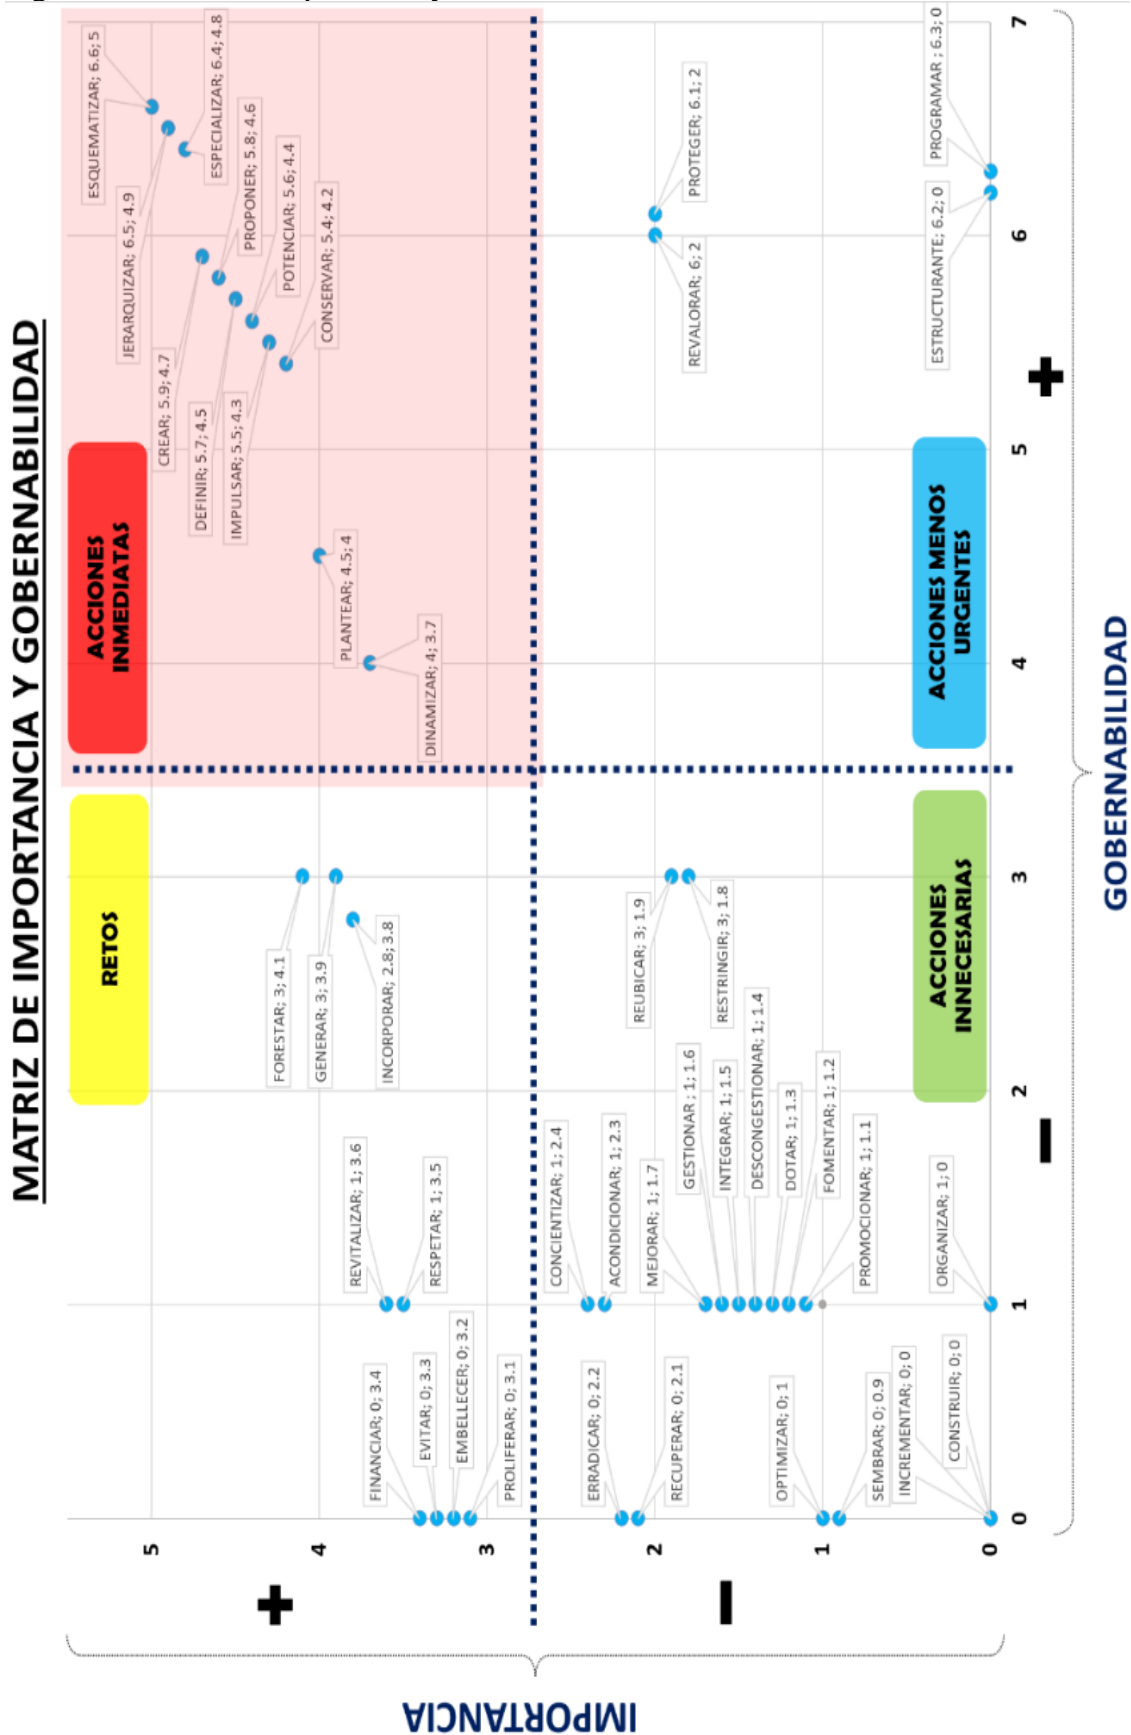 MATRIZ DE IMPORTANCIA Y GOBERNABILIDAD
RETOS
ACCIONES
INMEDIATAS
ESQUEMATIZAR; 6.6; 5
JERARQUIZAR; 6.5; 4.9
ESPECIALIZAR; 6.4; 4.8
CREAR; 5.9; 4.7
PROPONER; 5.8; 4.6
DEFINIR; 5.7; 4.5
POTENCIAR; 5.6; 4.4
IMPULSAR; 5.5; 4.3
CONSERVAR; 5.4; 4.2
PLANTEAR; 4.5; 4
DINAMIZAR; 4; 3.7
FORESTAR; 3; 4.1
GENERAR; 3; 3.9
INCORPORAR; 2.8; 3.8
REVITALIZAR; 1; 3.6
RESPETAR; 1; 3.5
FINANCIAR; 0; 3.4
EVITAR; 0; 3.3
EMBELLECER; 0; 3.2
PROLIFERAR; 0; 3.1
CONCIENTIZAR; 1; 2.4
ACONDICIONAR; 1; 2.3
ERRADICAR; 0; 2.2
RECUPERAR; 0; 2.1
REVALORAR; 6; 2
PROTEGER; 6.1; 2
REUBICAR; 3; 1.9
RESTRINGIR; 3; 1.8
MEJORAR; 1; 1.7
GESTIONAR ; 1; 1.6
INTEGRAR; 1; 1.5
DESCONGESTIONAR; 1; 1.4
DOTAR; 1; 1.3
FOMENTAR; 1; 1.2
PROMOCIONAR; 1; 1.1
OPTIMIZAR; 0; 1
SEMBRAR; 0; 0.9
INCREMENTAR; 0; 0
CONSTRUIR; 0; 0
ORGANIZAR; 1; 0
ESTRUCTURANTE; 6.2; 0
PROGRAMAR ; 6.3; 0
ACCIONES
INNECESARIAS
ACCIONES MENOS
URGENTES
IMPORTANCIA
+
−
5
4
3
2
1
0
0
1
2
3
4
5
6
7
−
+
GOBERNABILIDAD